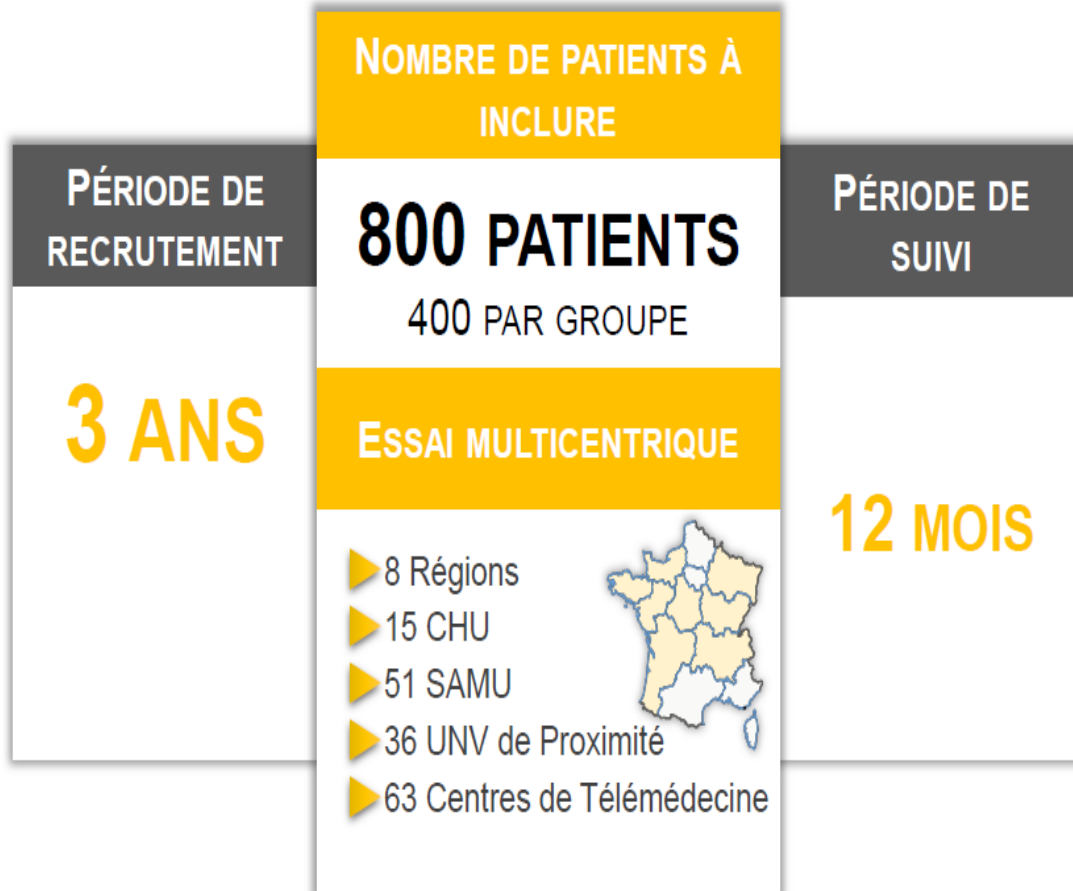 PÉRIODE DE
RECRUTEMENT
3 ANS
NOMBRE DE PATIENTS À
INCLURE
800 PATIENTS
400 PAR GROUPE
ESSAI MULTICENTRIQUE
8 Régions
15 CHU
51 SAMU
36 UNV de Proximité
63 Centres de Télémédecine
PÉRIODE DE
SUIVI
12 MOIS